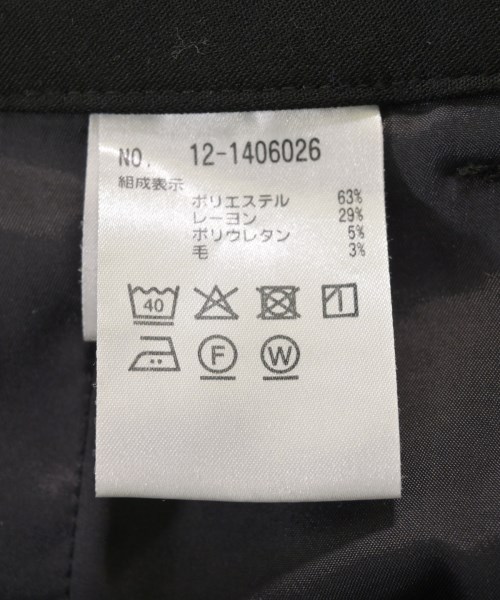 NO. 12-1406026
組成表示
ポリエステル 63%
レーヨン 29%
ポリウレタン 5%
毛 3%
40
F W